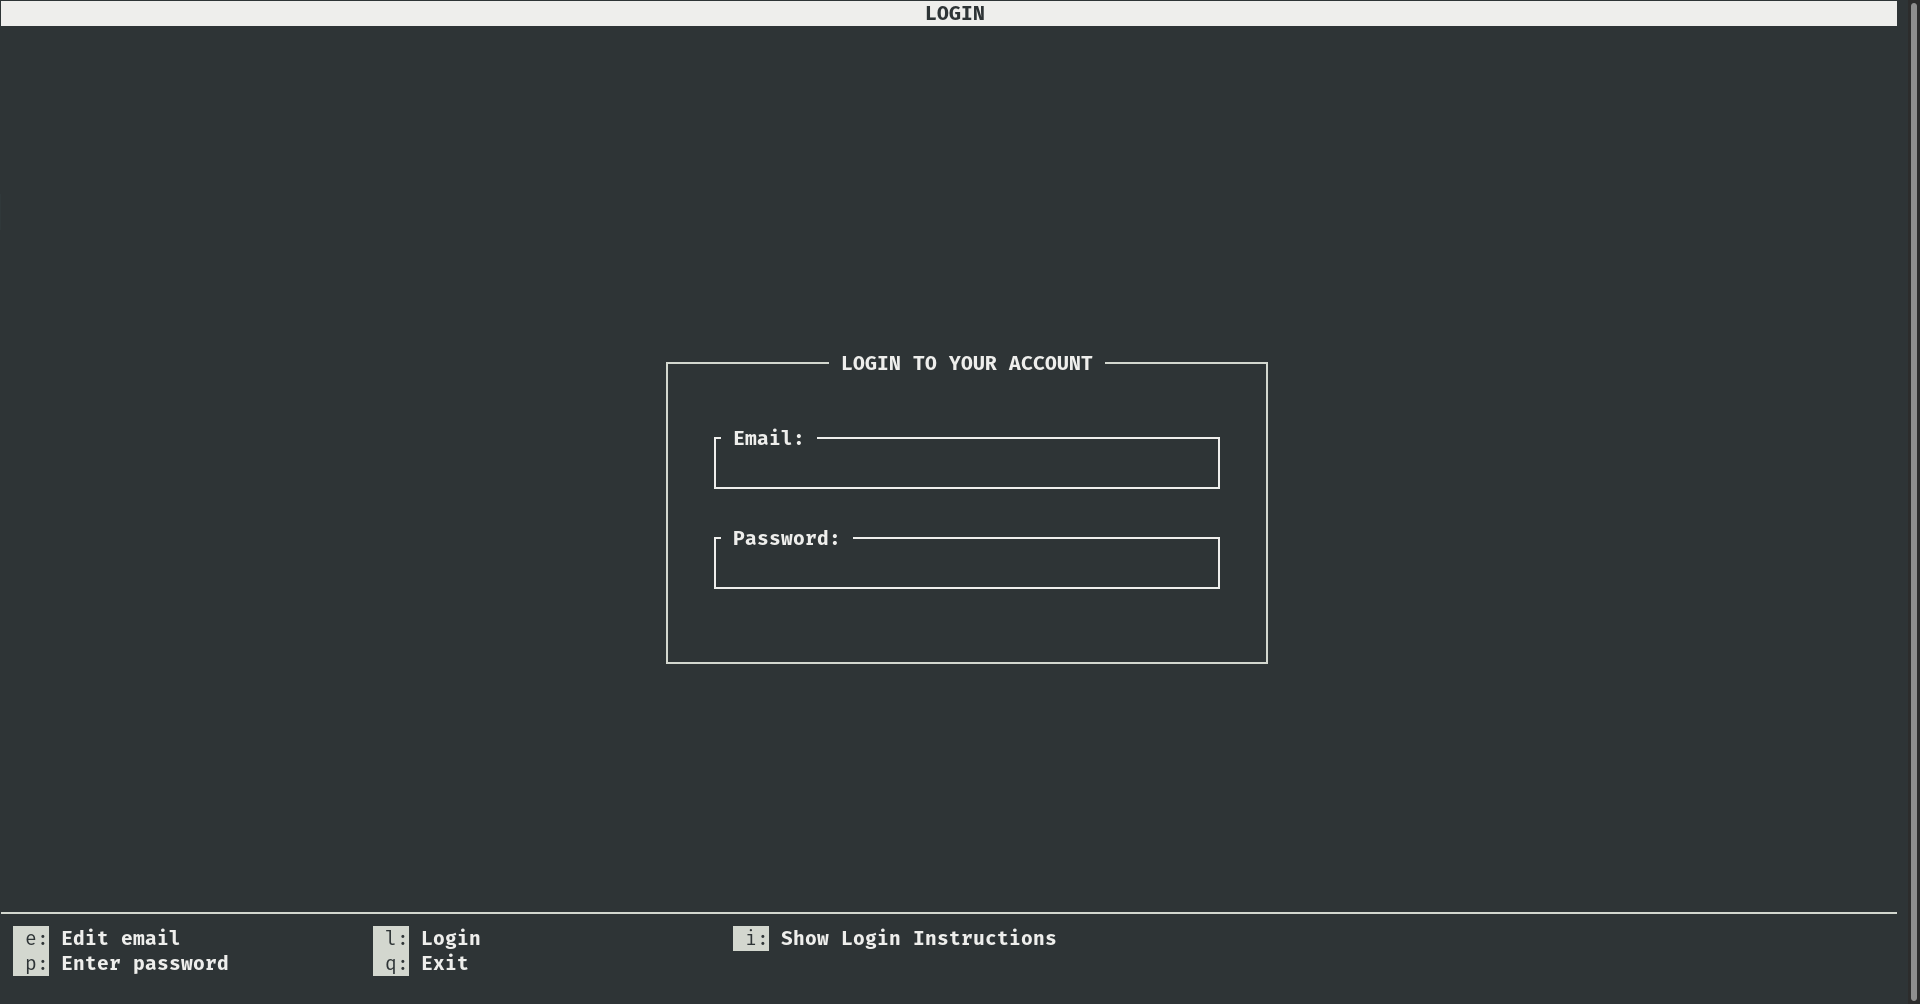 LOGIN
LOGIN TO YOUR ACCOUNT
Email:
Password:
e: Edit email l: Login i: Show Login Instructions
p: Enter password q: Exit